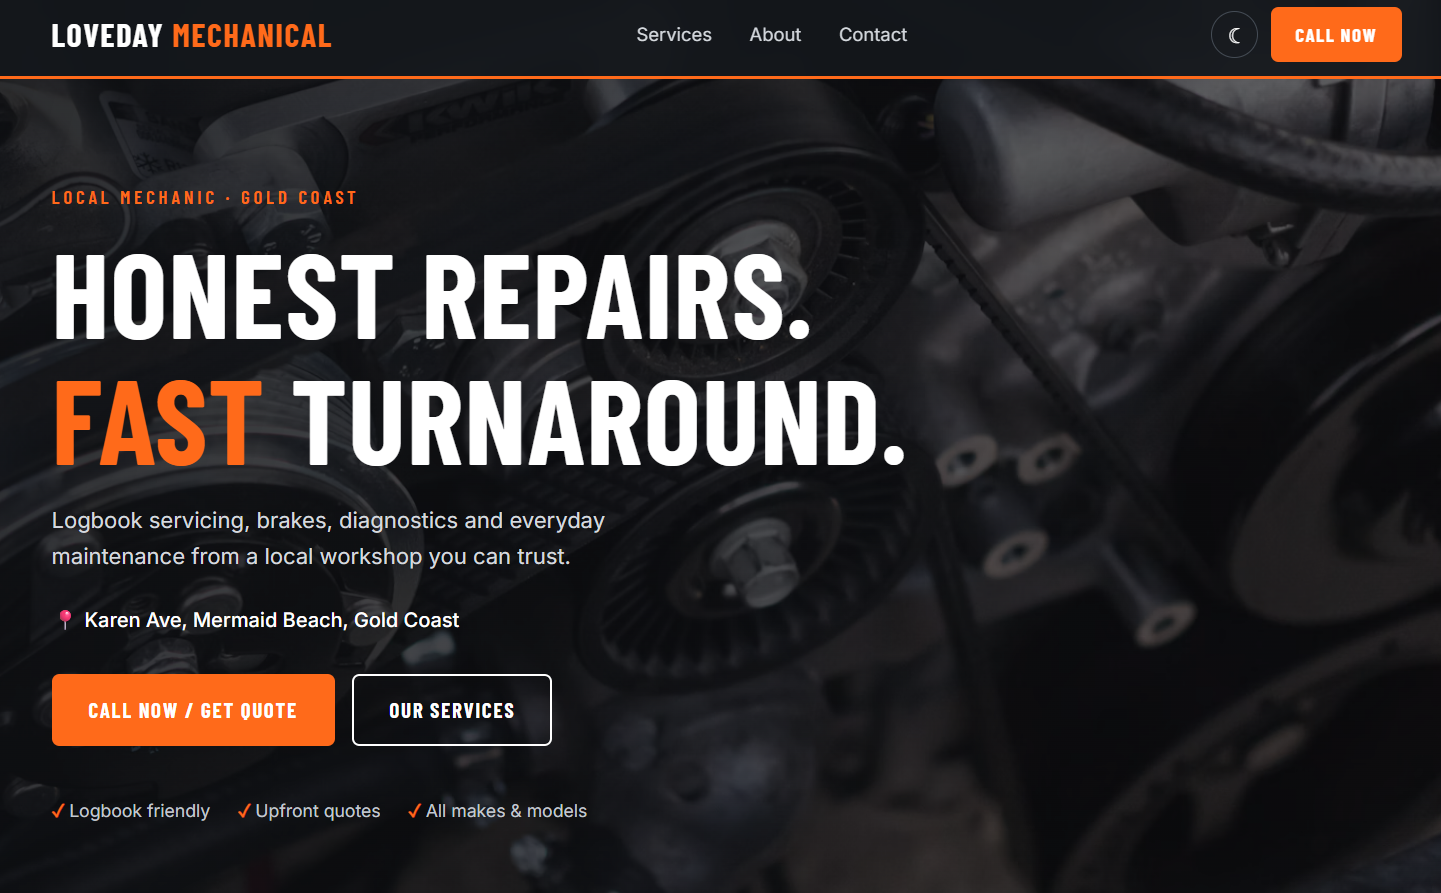 LOVEDAY MECHANICAL
Services
About
Contact
CALL NOW
LOCAL MECHANIC · GOLD COAST
HONEST REPAIRS.
FAST TURNAROUND.
Logbook servicing, brakes, diagnostics and everyday
maintenance from a local workshop you can trust.
📍 Karen Ave, Mermaid Beach, Gold Coast
CALL NOW / GET QUOTE
OUR SERVICES
✓ Logbook friendly
✓ Upfront quotes
✓ All makes & models